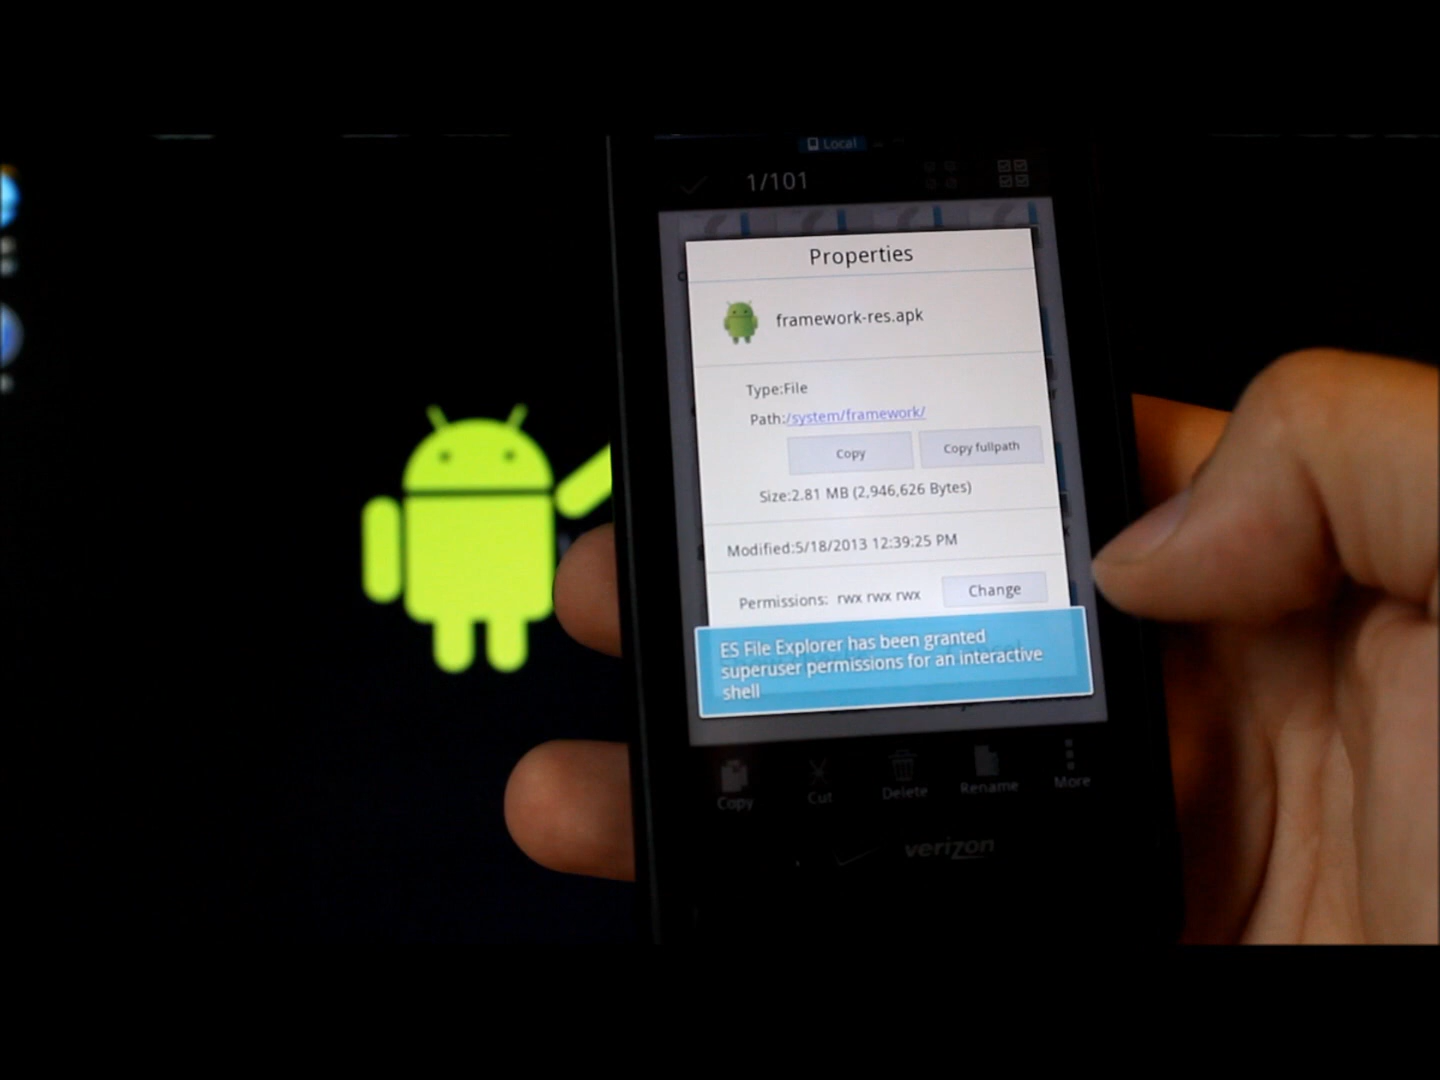 Local
1/101
Properties
framework-res.apk
Type:File
Path:/system/framework/
Copy
Copy fullpath
Size:2.81 MB (2,946,626 Bytes)
Modified:5/18/2013 12:39:25 PM
Permissions: rwx rwx rwx
Change
ES File Explorer has been granted
superuser permissions for an interactive
shell
Copy
Cut
Delete
Rename
More
verizon